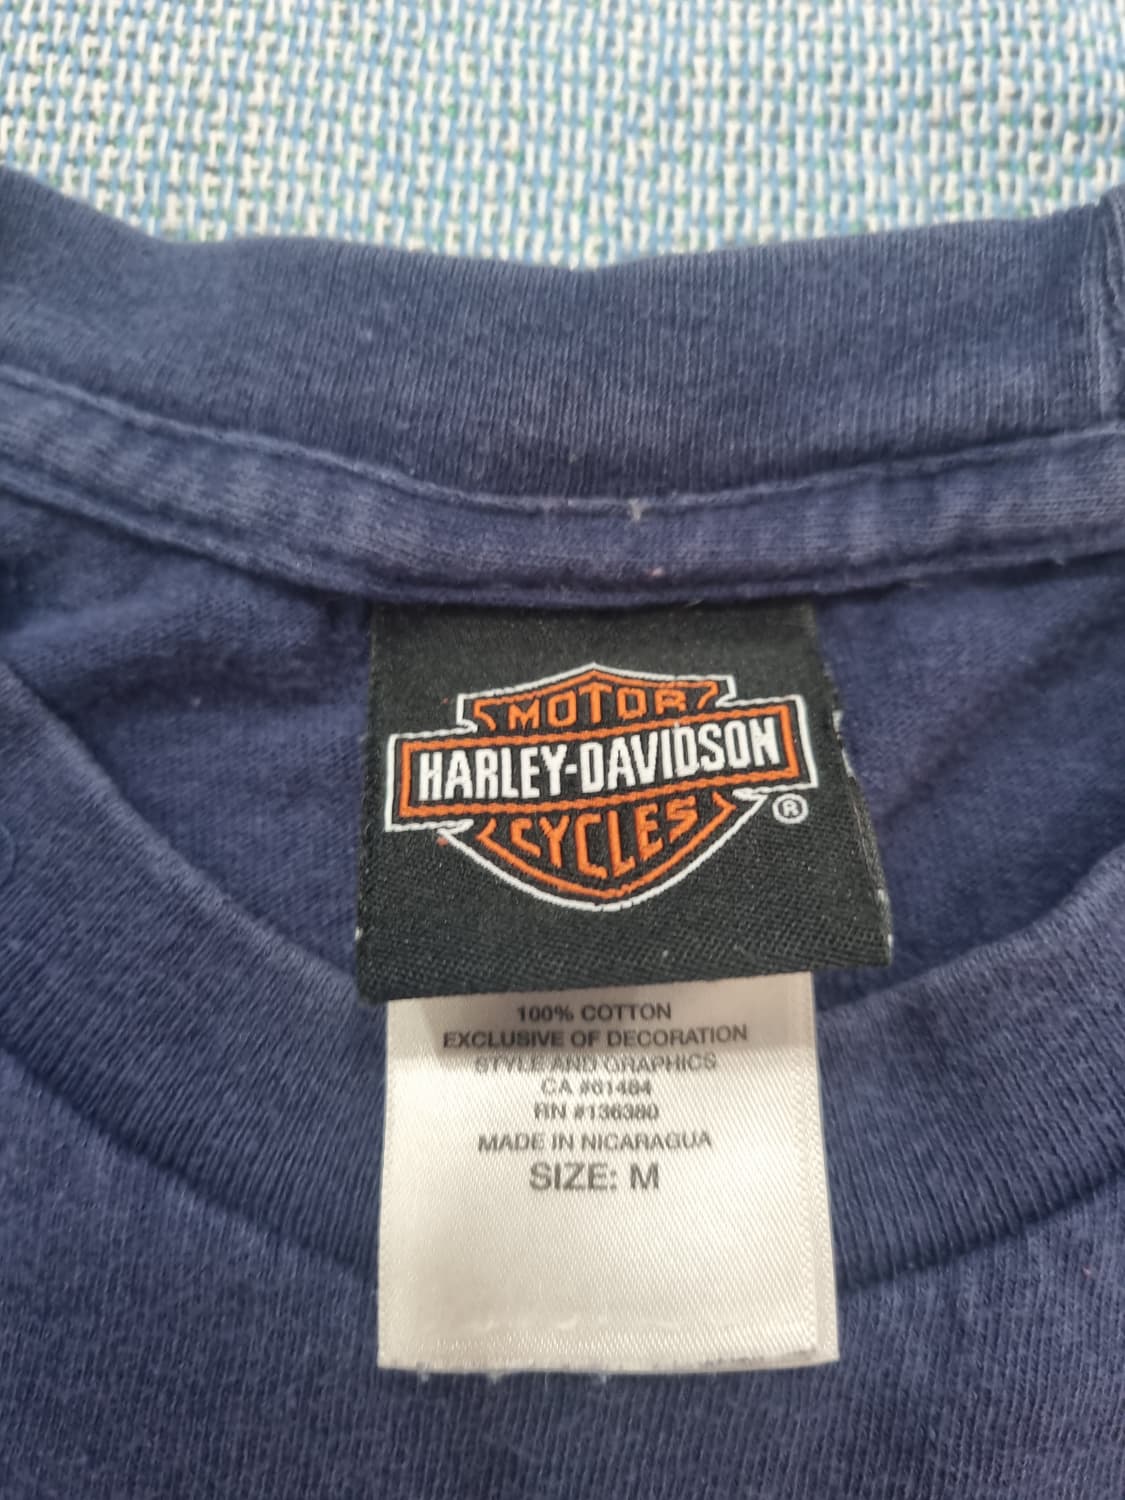 MOTOR
HARLEY-DAVIDSON
CYCLES
®
100% COTTON
EXCLUSIVE OF DECORATION
STYLE AND GRAPHICS
CA #61484
RN #136380
MADE IN NICARAGUA
SIZE: M